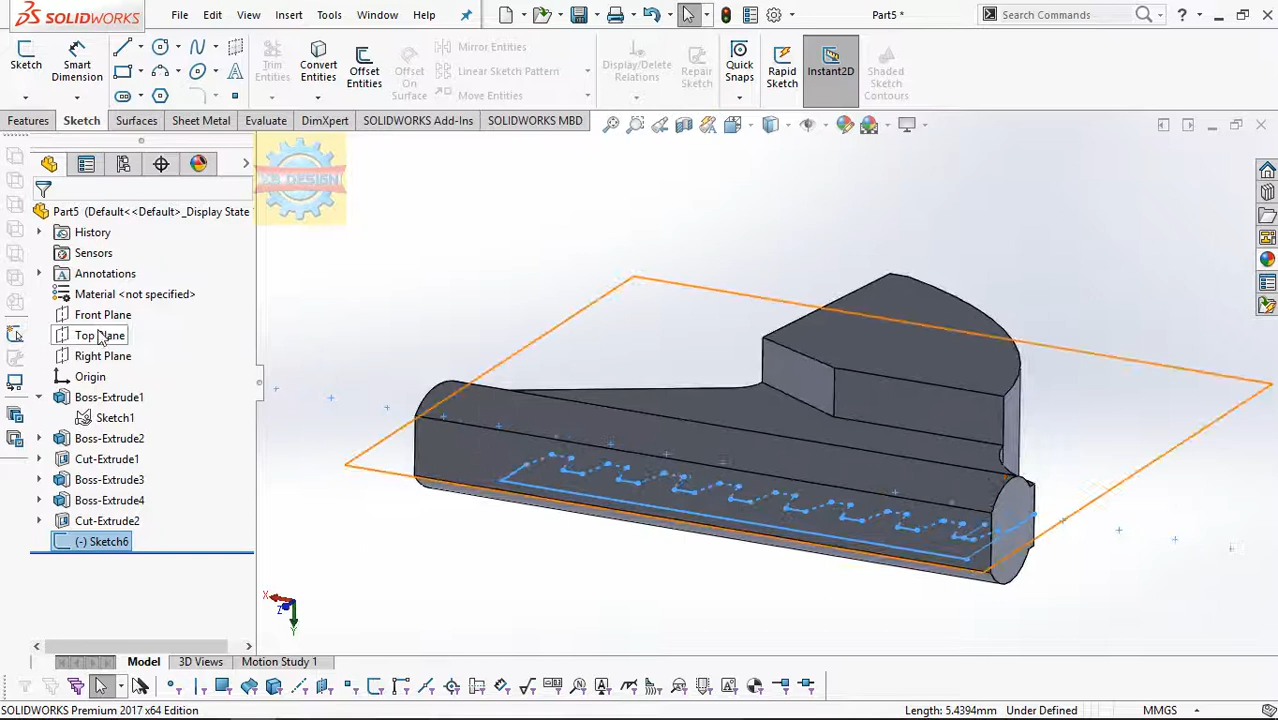 SOLIDWORKS File Edit View Insert Tools Window Help Part5 * Search Commands ?
Sketch Smart Dimension Trim Entities Convert Entities Offset Entities Offset On Surface Mirror Entities Linear Sketch Pattern Move Entities Display/Delete Relations Repair Sketch Quick Snaps Rapid Sketch Instant2D Shaded Sketch Contours
Features Sketch Surfaces Sheet Metal Evaluate DimXpert SOLIDWORKS Add-Ins SOLIDWORKS MBD
Part5 (Default<<Default>_Display State
History
Sensors
Annotations
Material <not specified>
Front Plane
Top Plane
Right Plane
Origin
Boss-Extrude1
Sketch1
Boss-Extrude2
Cut-Extrude1
Boss-Extrude3
Boss-Extrude4
Cut-Extrude2
(-) Sketch6
X
Z
Y
Model 3D Views Motion Study 1
SOLIDWORKS Premium 2017 x64 Edition Length: 5.4394mm Under Defined MMGS